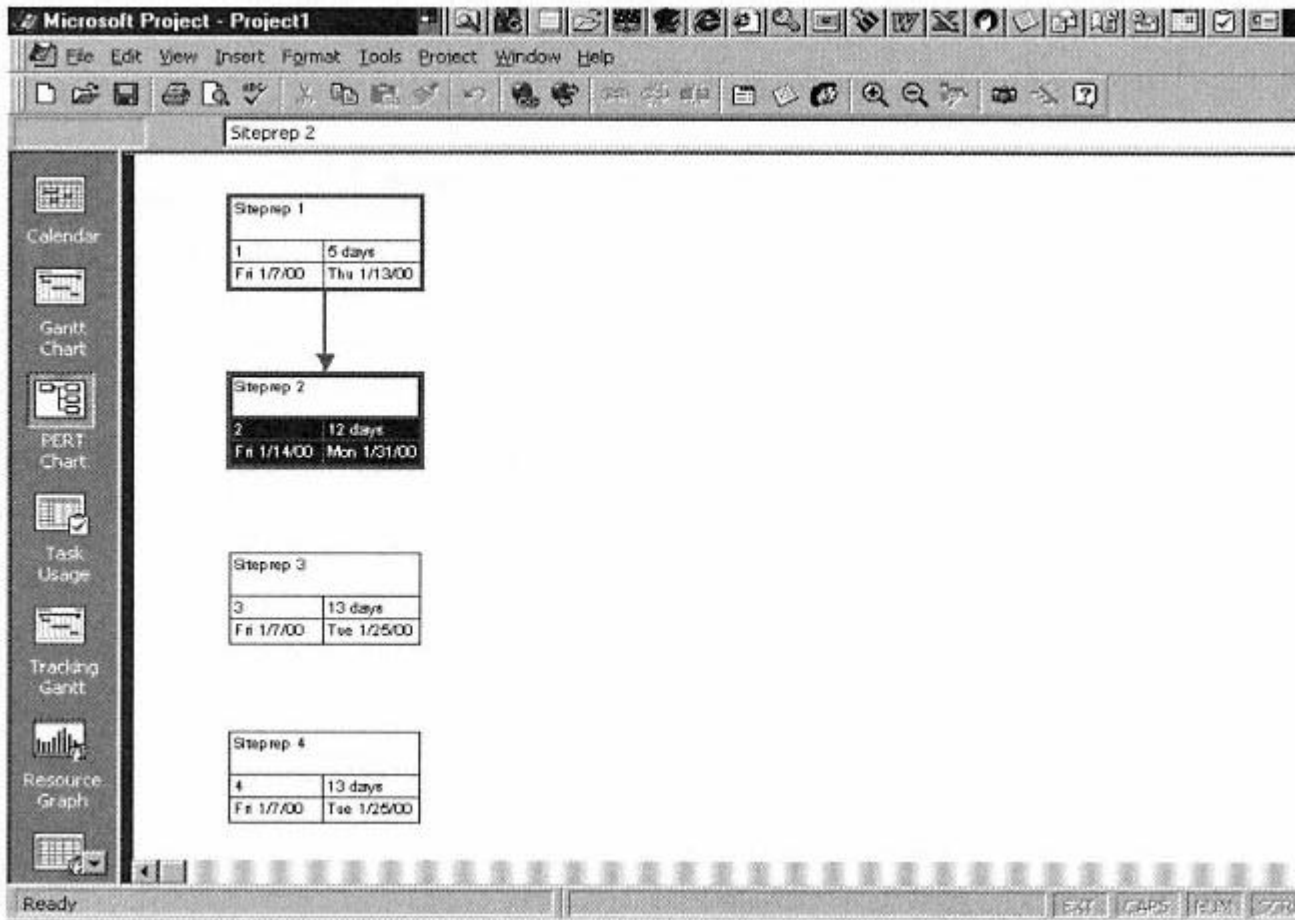 Microsoft Project - Project1
File Edit View Insert Format Tools Project Window Help
Siteprep 2
Calendar
Gantt
Chart
PERT
Chart
Task
Usage
Tracking
Gantt
Resource
Graph
Siteprep 1
1 5 days
Fri 1/7/00 Thu 1/13/00
Siteprep 2
2 12 days
Fri 1/14/00 Mon 1/31/00
Siteprep 3
3 13 days
Fri 1/7/00 Tue 1/25/00
Siteprep 4
4 13 days
Fri 1/7/00 Tue 1/25/00
Ready
EXT CAPS NUM